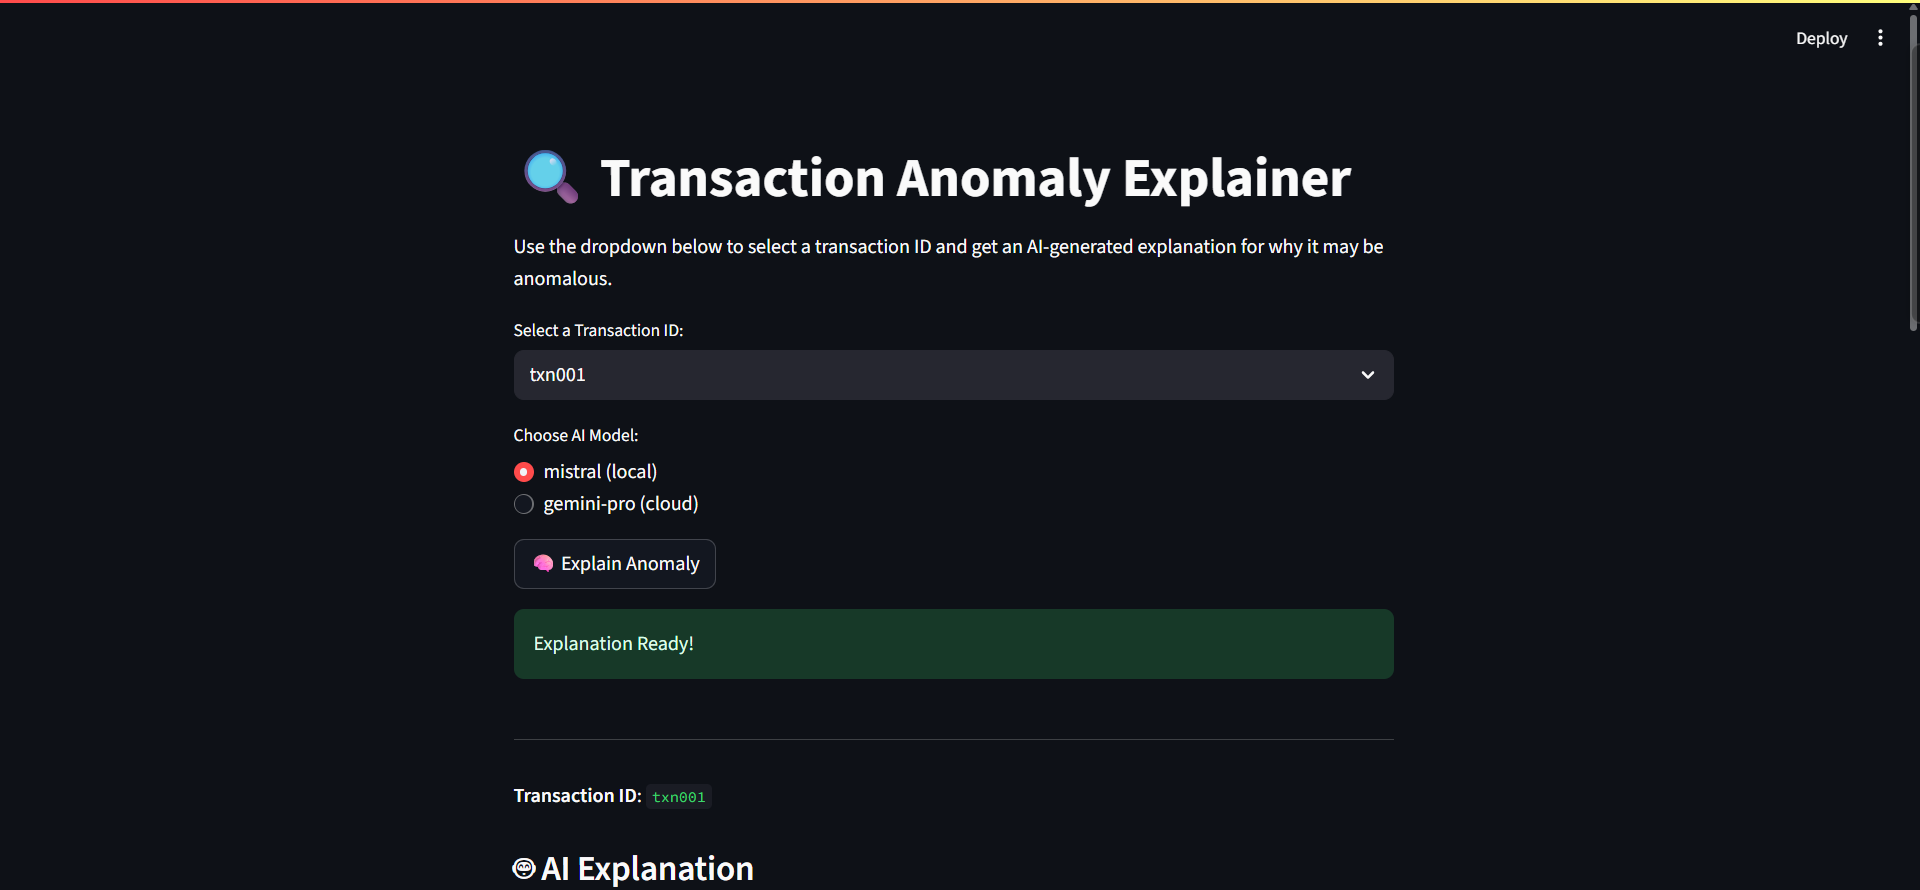 Deploy
Transaction Anomaly Explainer
Use the dropdown below to select a transaction ID and get an AI-generated explanation for why it may be
anomalous.
Select a Transaction ID:
txn001
Choose AI Model:
mistral (local)
gemini-pro (cloud)
Explain Anomaly
Explanation Ready!
Transaction ID: txn001
AI Explanation